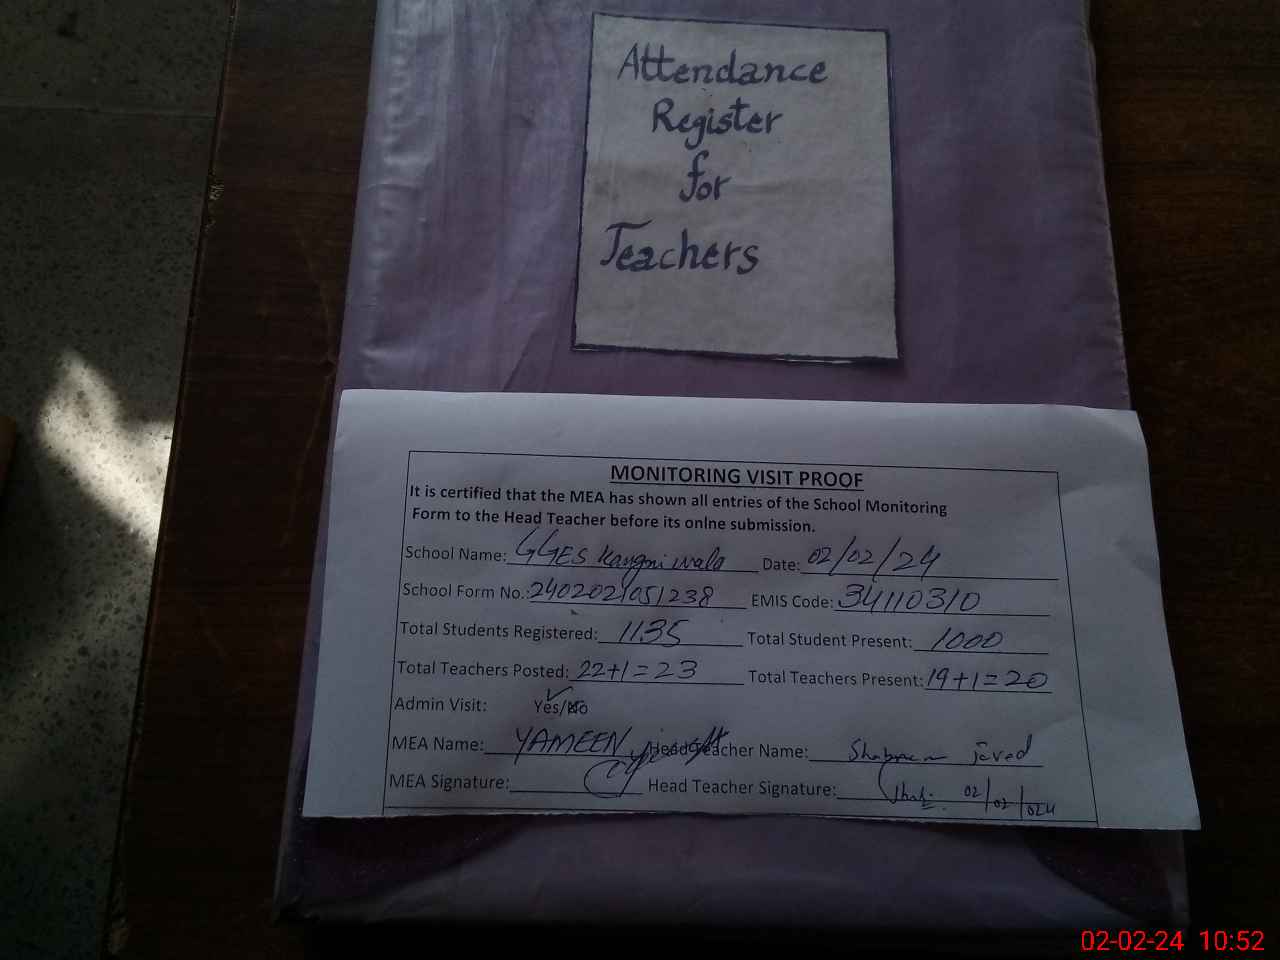 Attendance
Register
for
Teachers
MONITORING VISIT PROOF
It is certified that the MEA has shown all entries of the School Monitoring
Form to the Head Teacher before its onlne submission.
School Name: GGES Kangniwala Date: 02/02/24
School Form No.: 2402021051238 EMIS Code: 34110310
Total Students Registered: 1135 Total Student Present: 1000
Total Teachers Posted: 22+1=23 Total Teachers Present: 19+1=20
Admin Visit: Yes/No
MEA Name: YAMEEN Head Teacher Name: Shabnam javed
MEA Signature: Head Teacher Signature: 02/02/024
02-02-24 10:52